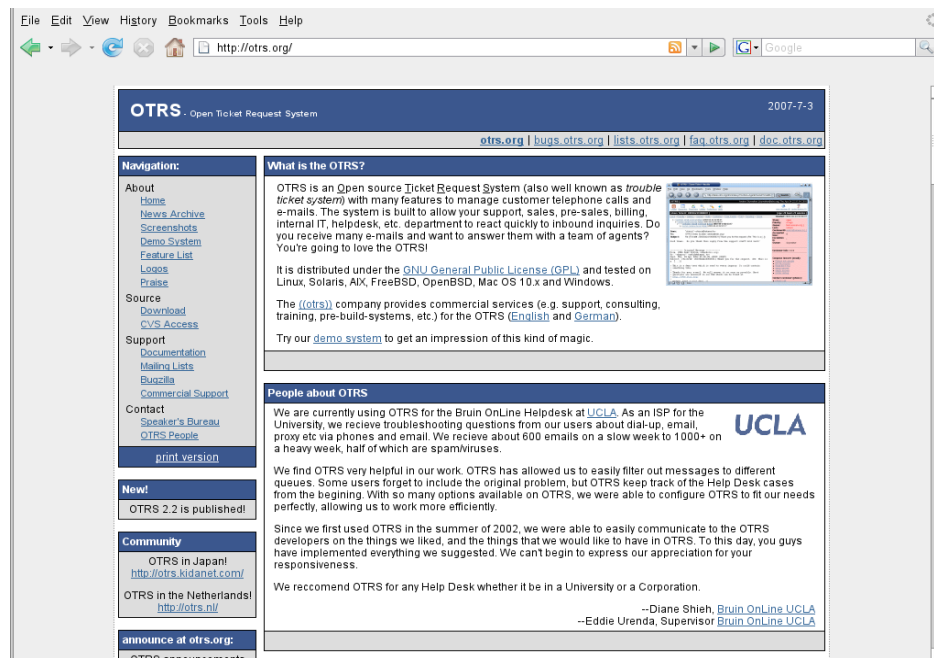 File Edit View History Bookmarks Tools Help
http://otrs.org/
G
Google
OTRS - Open Ticket Request System
2007-7-3
otrs.org | bugs.otrs.org | lists.otrs.org | faq.otrs.org | doc.otrs.org
Navigation:
About
Home
News Archive
Screenshots
Demo System
Feature List
Logos
Praise
Source
Download
CVS Access
Support
Documentation
Mailing Lists
Bugzilla
Commercial Support
Contact
Speaker's Bureau
OTRS People
print version
New!
OTRS 2.2 is published!
Community
OTRS in Japan!
http://otrs.kidanet.com/
OTRS in the Netherlands!
http://otrs.nl/
announce at otrs.org:
OTRS announcements
What is the OTRS?
OTRS is an Open source Ticket Request System (also well known as trouble
ticket system) with many features to manage customer telephone calls and
e-mails. The system is built to allow your support, sales, pre-sales, billing,
internal IT, helpdesk, etc. department to react quickly to inbound inquiries. Do
you receive many e-mails and want to answer them with a team of agents?
You're going to love the OTRS!
It is distributed under the GNU General Public License (GPL) and tested on
Linux, Solaris, AIX, FreeBSD, OpenBSD, Mac OS 10.x and Windows.
The ((otrs)) company provides commercial services (e.g. support, consulting,
training, pre-build-systems, etc.) for the OTRS (English and German).
Try our demo system to get an impression of this kind of magic.
People about OTRS
We are currently using OTRS for the Bruin OnLine Helpdesk at UCLA. As an ISP for the
University, we recieve troubleshooting questions from our users about dial-up, email,
proxy etc via phones and email. We recieve about 600 emails on a slow week to 1000+ on
a heavy week, half of which are spam/viruses.
UCLA
We find OTRS very helpful in our work. OTRS has allowed us to easily filter out messages to different
queues. Some users forget to include the original problem, but OTRS keep track of the Help Desk cases
from the begining. With so many options available on OTRS, we were able to configure OTRS to fit our needs
perfectly, allowing us to work more efficiently.
Since we first used OTRS in the summer of 2002, we were able to easily communicate to the OTRS
developers on the things we liked, and the things that we would like to have in OTRS. To this day, you guys
have implemented everything we suggested. We can't begin to express our appreciation for your
responsiveness.
We reccomend OTRS for any Help Desk whether it be in a University or a Corporation.
--Diane Shieh, Bruin OnLine UCLA
--Eddie Urenda, Supervisor Bruin OnLine UCLA